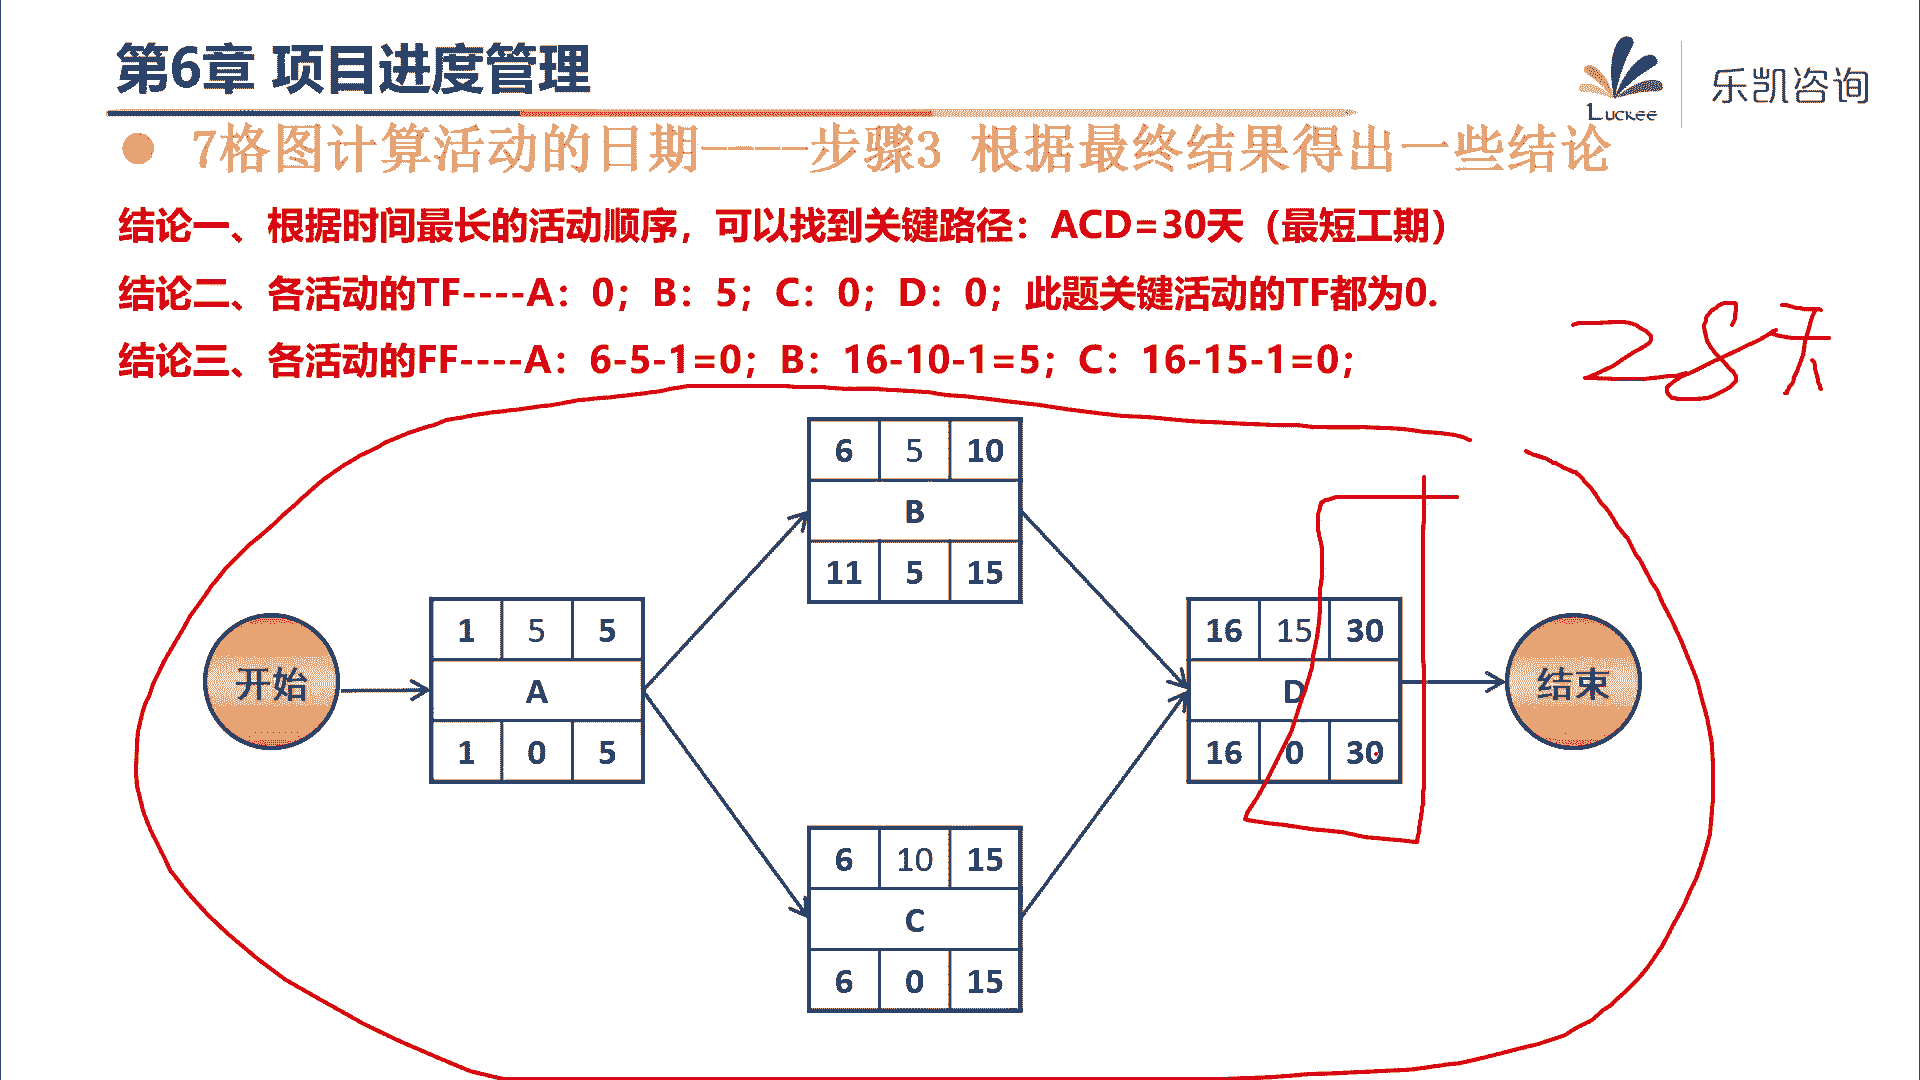 第6章 项目进度管理
Luckee 乐凯咨询
7格图计算活动的日期----步骤3 根据最终结果得出一些结论
结论一、根据时间最长的活动顺序，可以找到关键路径：ACD=30天（最短工期）
结论二、各活动的TF----A：0；B：5；C：0；D：0；此题关键活动的TF都为0.
28天
结论三、各活动的FF----A：6-5-1=0；B：16-10-1=5；C：16-15-1=0；
6 5 10
B
11 5 15
开始
1 5 5
A
1 0 5
16 15 30
D
16 0 30
结束
6 10 15
C
6 0 15